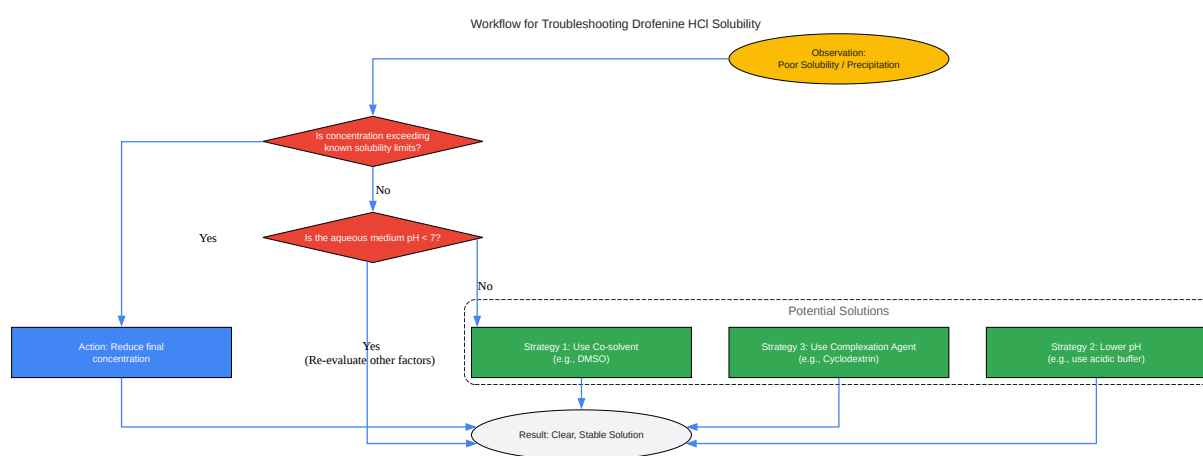 Workflow for Troubleshooting Drofenine HCl Solubility
Observation:
Poor Solubility / Precipitation
Is concentration exceeding
known solubility limits?
No
Is the aqueous medium pH < 7?
Yes
No
Potential Solutions
Action: Reduce final
concentration
Yes
(Re-evaluate other factors)
Strategy 1: Use Co-solvent
(e.g., DMSO)
Strategy 3: Use Complexation Agent
(e.g., Cyclodextrin)
Strategy 2: Lower pH
(e.g., use acidic buffer)
Result: Clear, Stable Solution